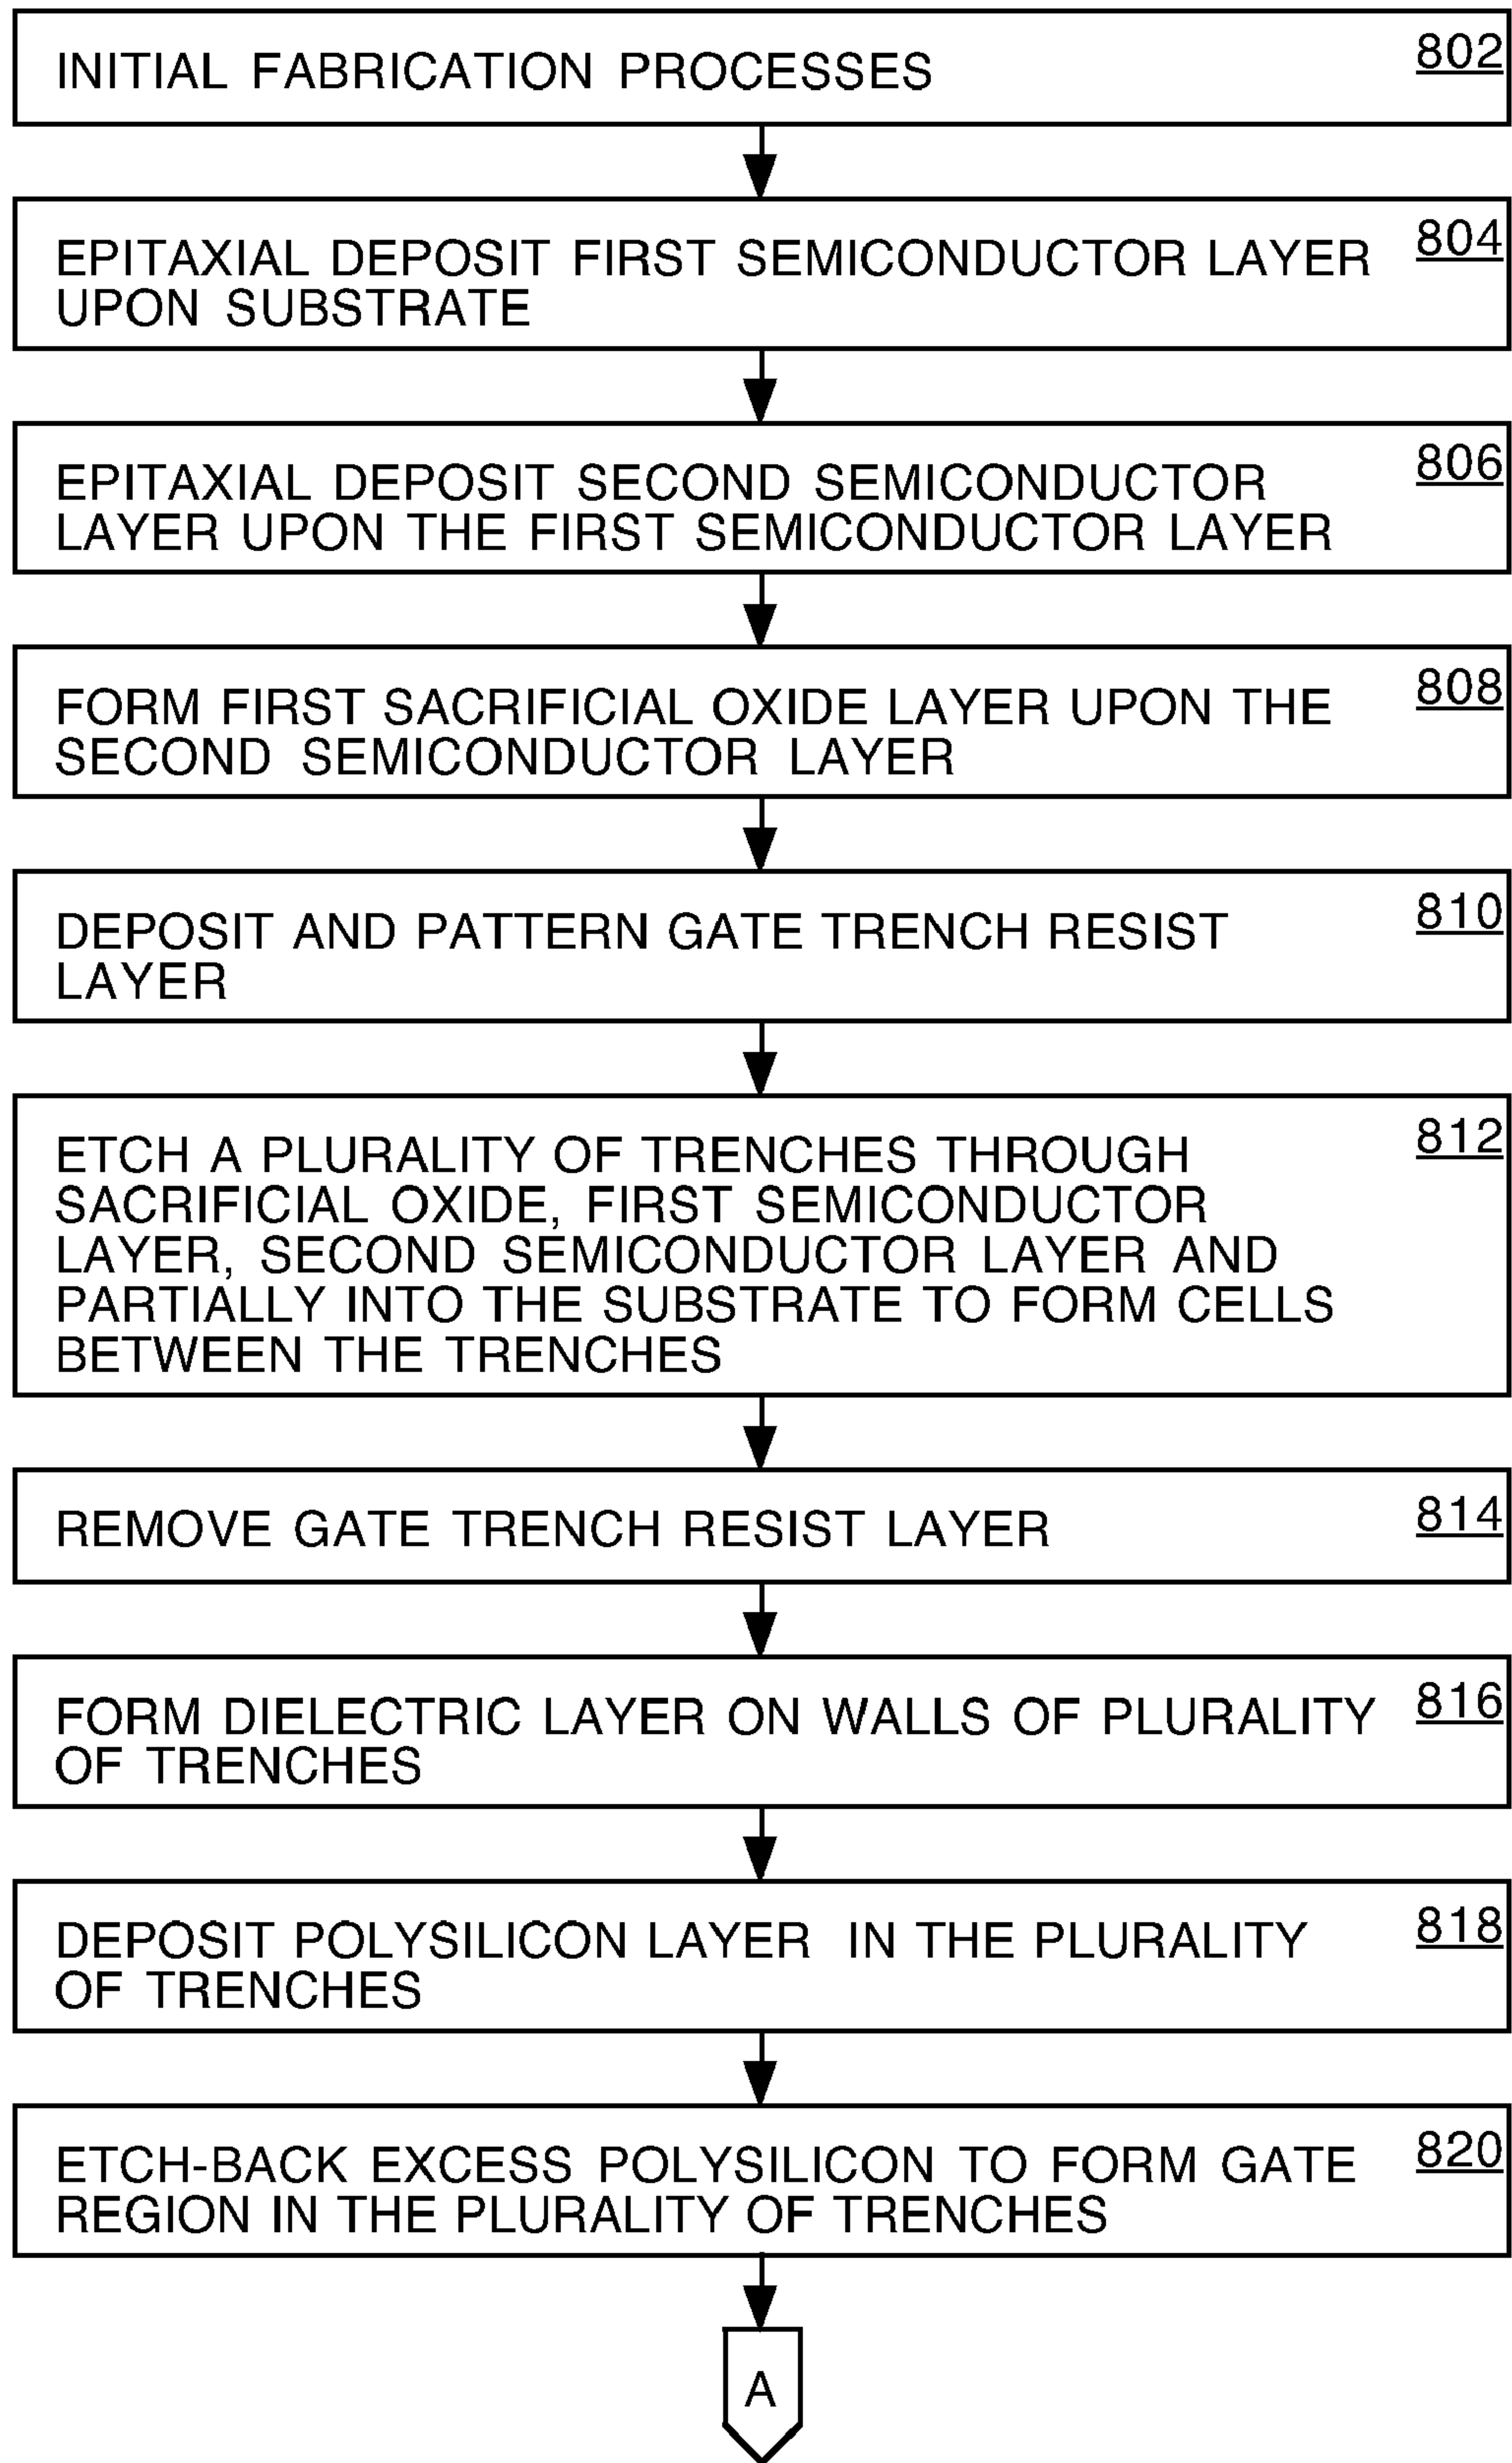 INITIAL FABRICATION PROCESSES 802
EPITAXIAL DEPOSIT FIRST SEMICONDUCTOR LAYER 804
UPON SUBSTRATE
EPITAXIAL DEPOSIT SECOND SEMICONDUCTOR 806
LAYER UPON THE FIRST SEMICONDUCTOR LAYER
FORM FIRST SACRIFICIAL OXIDE LAYER UPON THE 808
SECOND SEMICONDUCTOR LAYER
DEPOSIT AND PATTERN GATE TRENCH RESIST 810
LAYER
ETCH A PLURALITY OF TRENCHES THROUGH 812
SACRIFICIAL OXIDE, FIRST SEMICONDUCTOR
LAYER, SECOND SEMICONDUCTOR LAYER AND
PARTIALLY INTO THE SUBSTRATE TO FORM CELLS
BETWEEN THE TRENCHES
REMOVE GATE TRENCH RESIST LAYER 814
FORM DIELECTRIC LAYER ON WALLS OF PLURALITY 816
OF TRENCHES
DEPOSIT POLYSILICON LAYER IN THE PLURALITY 818
OF TRENCHES
ETCH-BACK EXCESS POLYSILICON TO FORM GATE 820
REGION IN THE PLURALITY OF TRENCHES
A